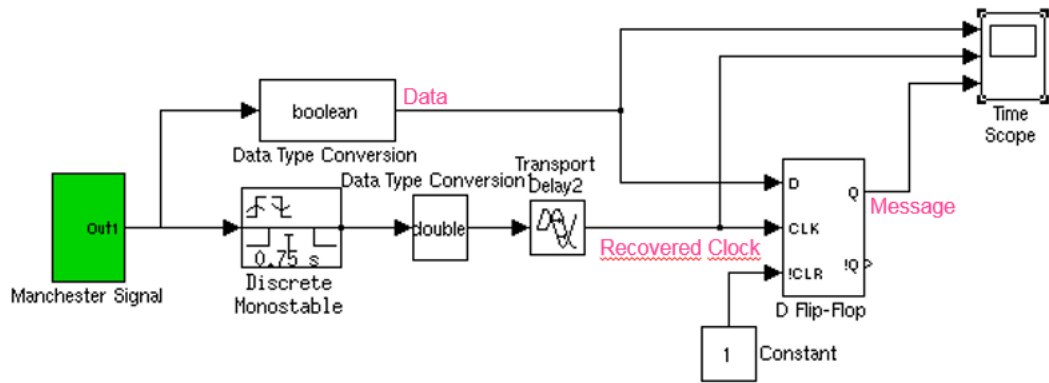 boolean
Data
Data Type Conversion
Time
Scope
Out1
Manchester Signal
0.75 s
Discrete
Monostable
Data Type Conversion1
double
Transport
Delay2
Recovered Clock
D
CLK
!CLR
Q
!Q
D Flip-Flop
Message
1
Constant